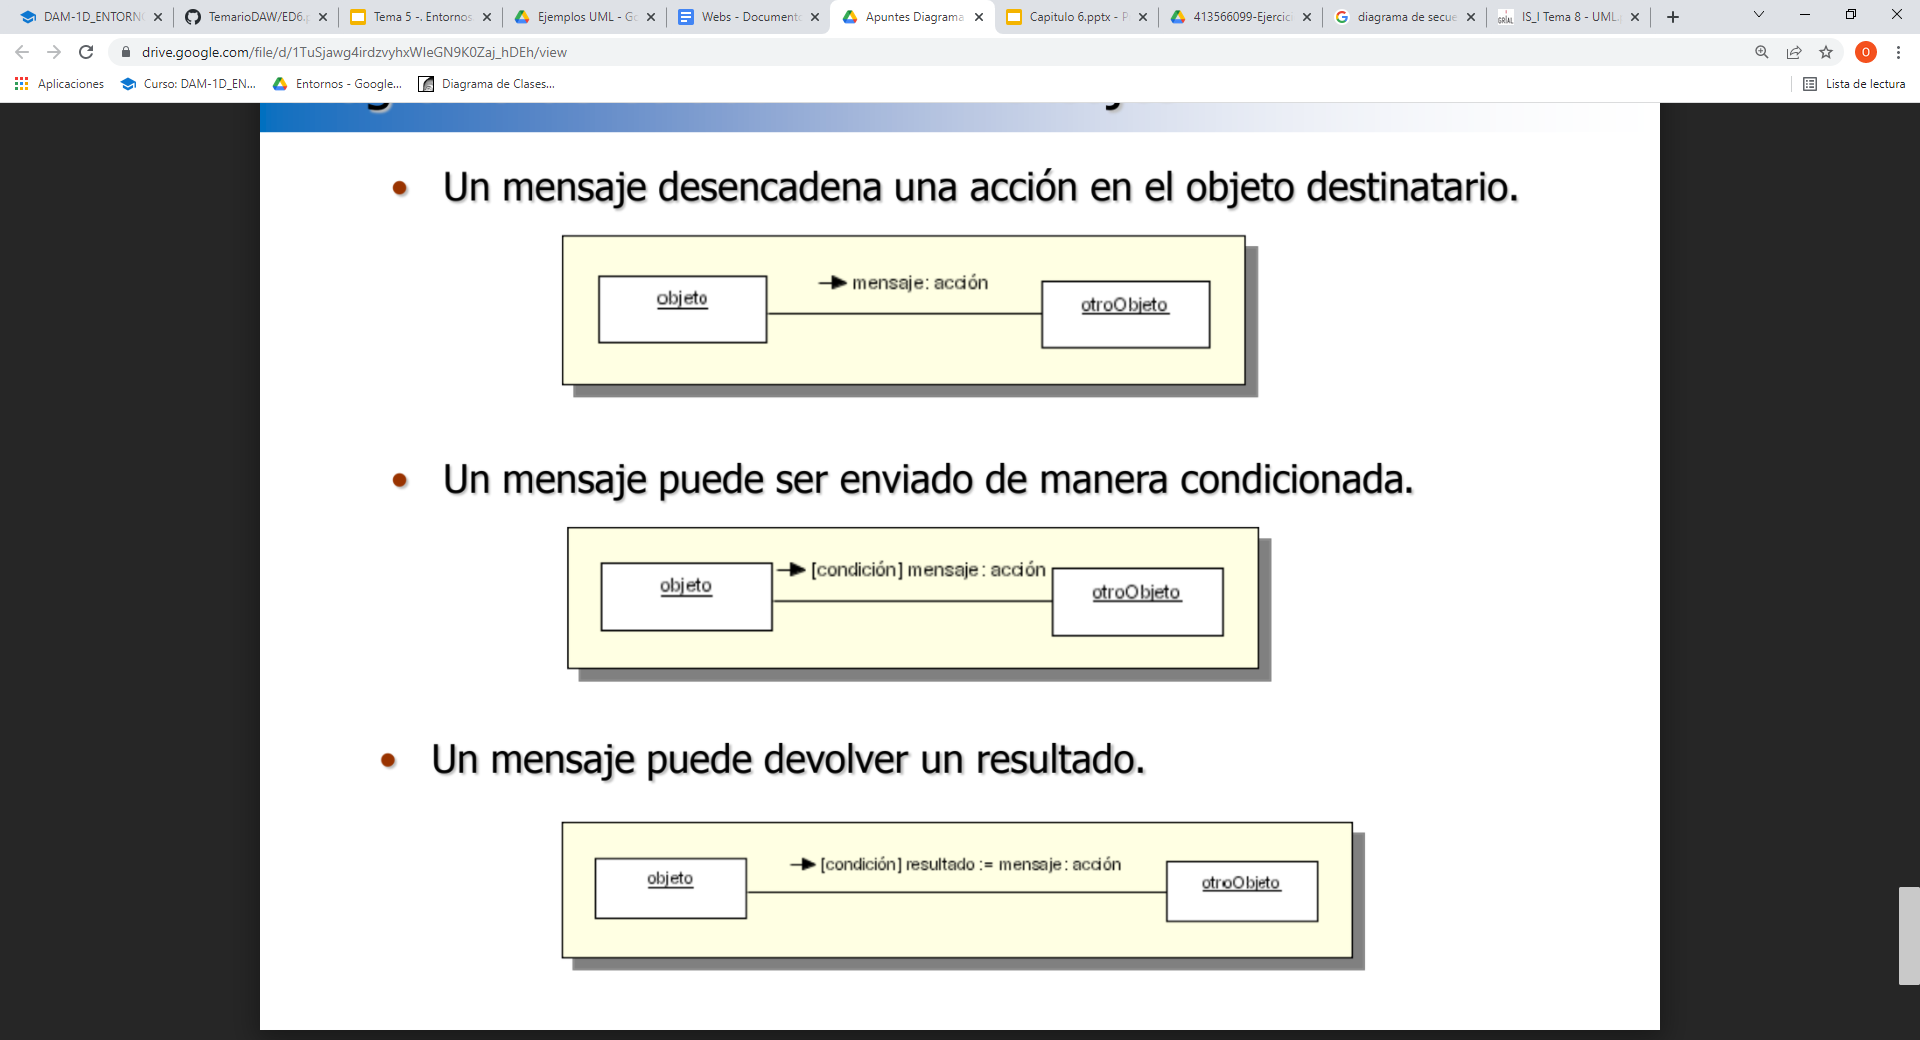 DAM-1D_ENTORN
TemarioDAW/ED6.p
Tema 5 -. Entornos
Ejemplos UML - Go
Webs - Documento
Apuntes Diagrama
Capitulo 6.pptx - P
413566099-Ejercici
diagrama de secue
IS_I Tema 8 - UML.p
drive.google.com/file/d/1TuSjawg4irdzvyhxWIeGN9K0Zaj_hDEh/view
O
Aplicaciones
Curso: DAM-1D_EN...
Entornos - Google...
Diagrama de Clases...
Lista de lectura
Un mensaje desencadena una acción en el objeto destinatario.
objeto
mensaje: acción
otroObjeto
Un mensaje puede ser enviado de manera condicionada.
objeto
[condición] mensaje: acción
otroObjeto
Un mensaje puede devolver un resultado.
objeto
[condición] resultado := mensaje: acción
otroObjeto